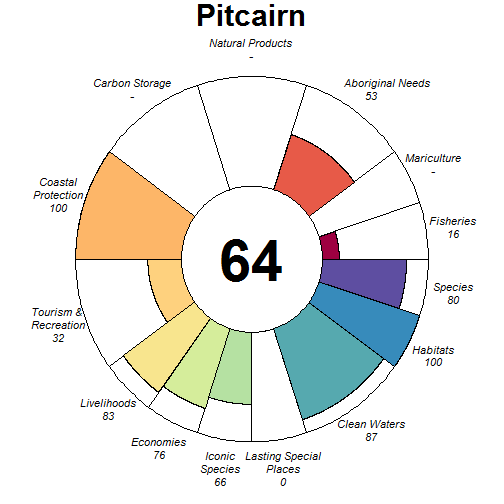 Pitcairn
Natural Products
-
Carbon Storage
-
Aboriginal Needs
53
Mariculture
-
Coastal
Protection
100
Fisheries
16
64
Species
80
Tourism &
Recreation
32
Habitats
100
Livelihoods
83
Clean Waters
87
Economies
76
Iconic
Species
66
Lasting Special
Places
0